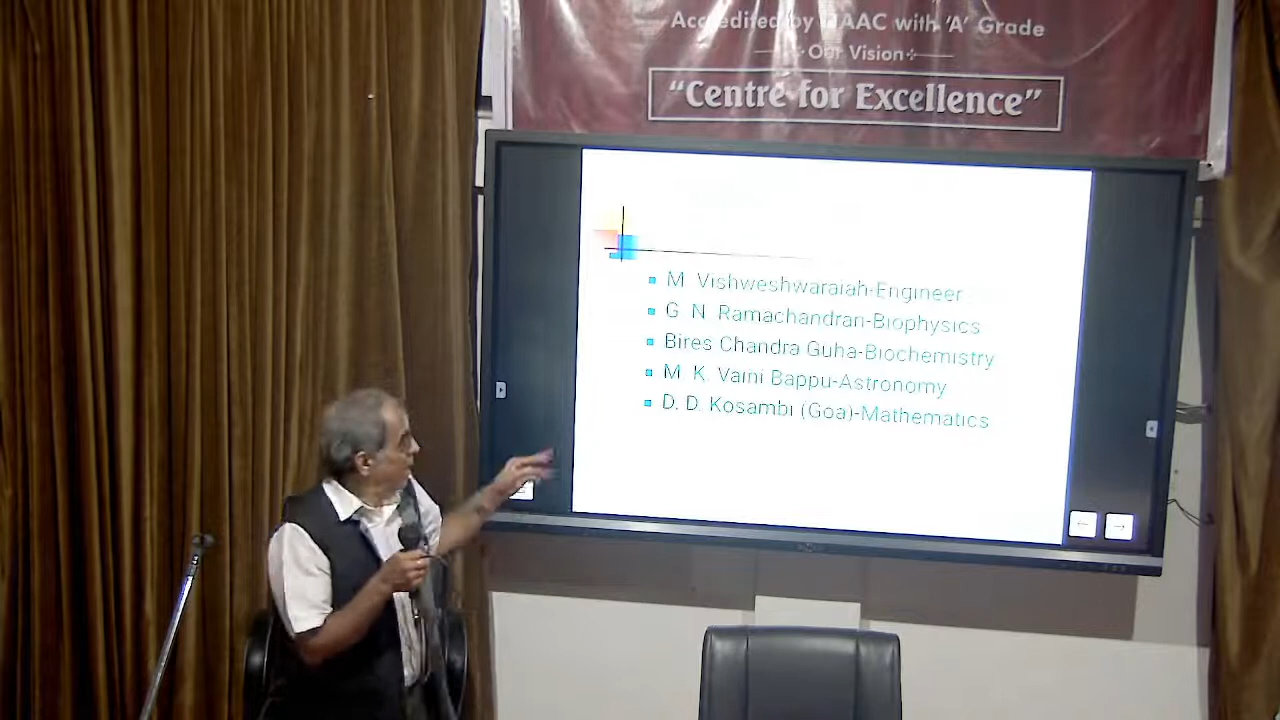 Accredited by NAAC with 'A' Grade
Our Vision
"Centre for Excellence"
M Vishweshwaraiah-Engineer
G N Ramachandran-Biophysics
Bires Chandra Guha-Biochemistry
M K. Vaini Bappu-Astronomy
D. D. Kosambi (Goa)-Mathematics